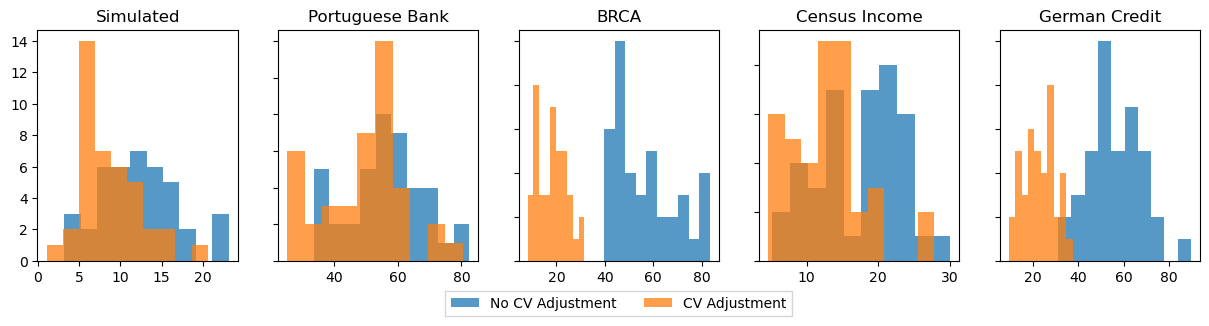 Simulated Portuguese Bank BRCA Census Income German Credit
14
12
10
8
6
4
2
0
0 5 10 15 20 40 60 80 20 40 60 80 10 20 30 20 40 60 80
No CV Adjustment CV Adjustment